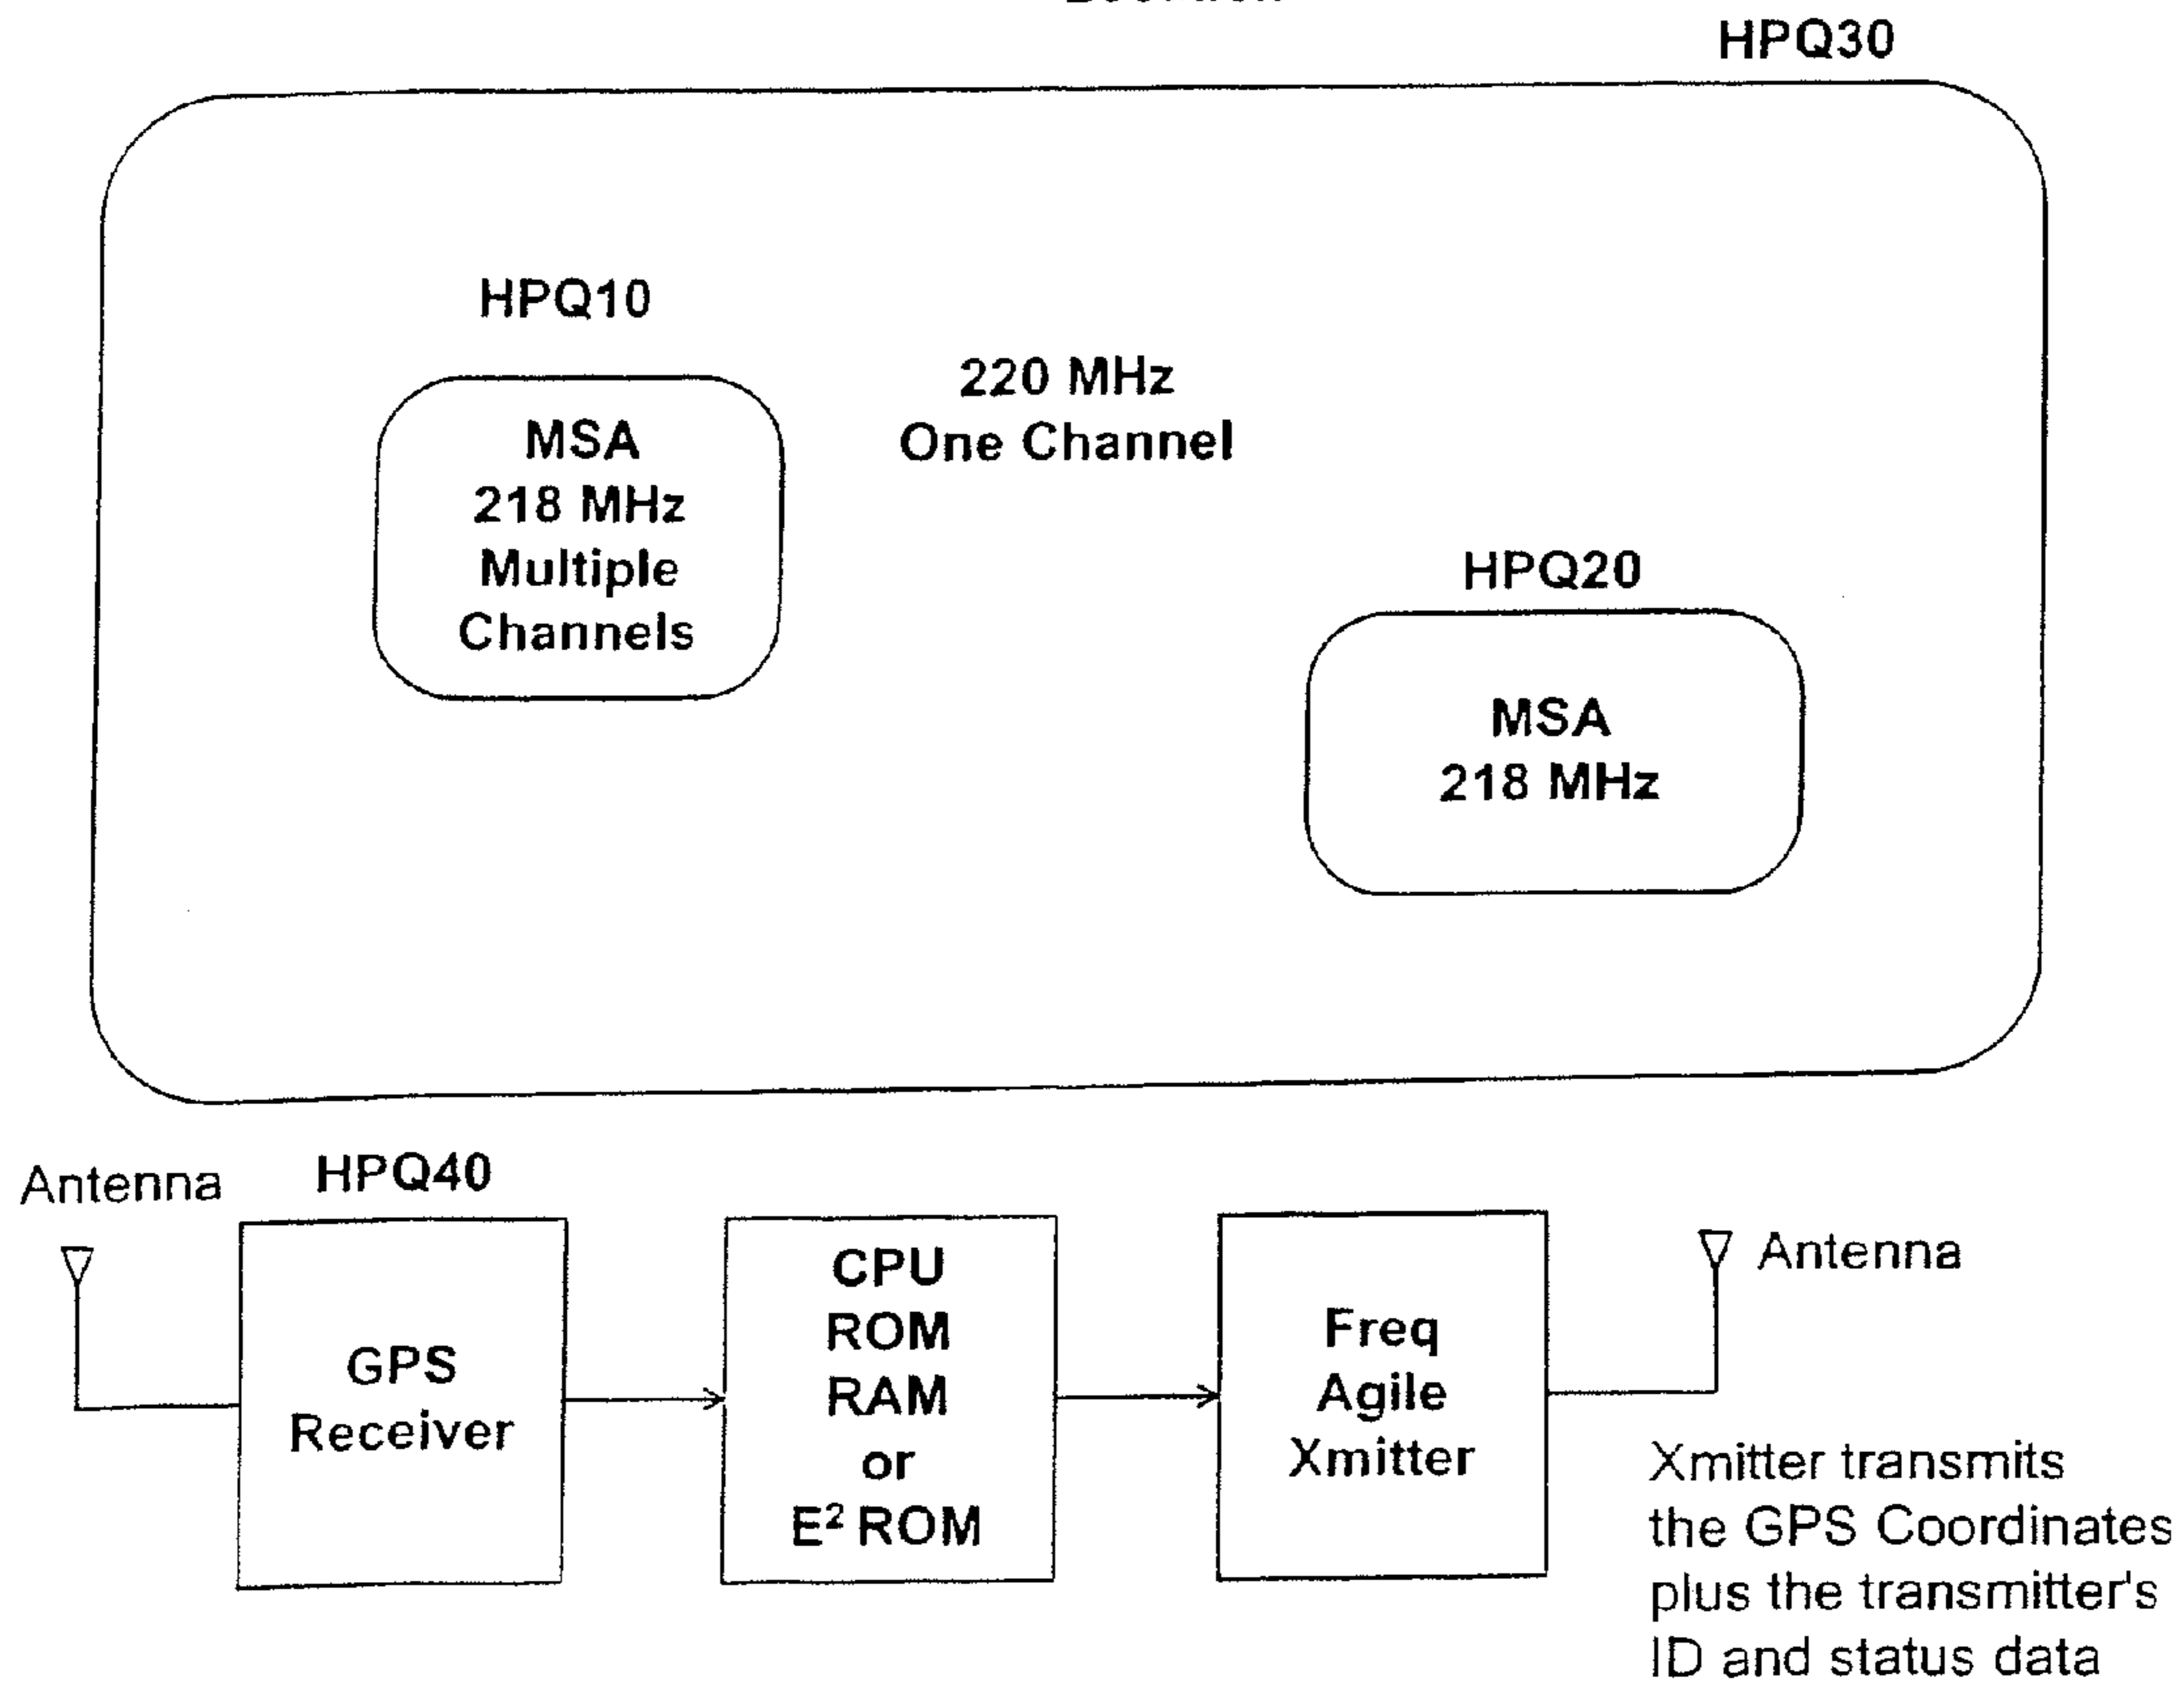 HPQ30
HPQ10
220 MHz
One Channel
MSA
218 MHz
Multiple
Channels
HPQ20
MSA
218 MHz
Antenna
HPQ40
GPS
Receiver
CPU
ROM
RAM
or
E² ROM
Freq
Agile
Xmitter
Antenna
Xmitter transmits
the GPS Coordinates
plus the transmitter's
ID and status data